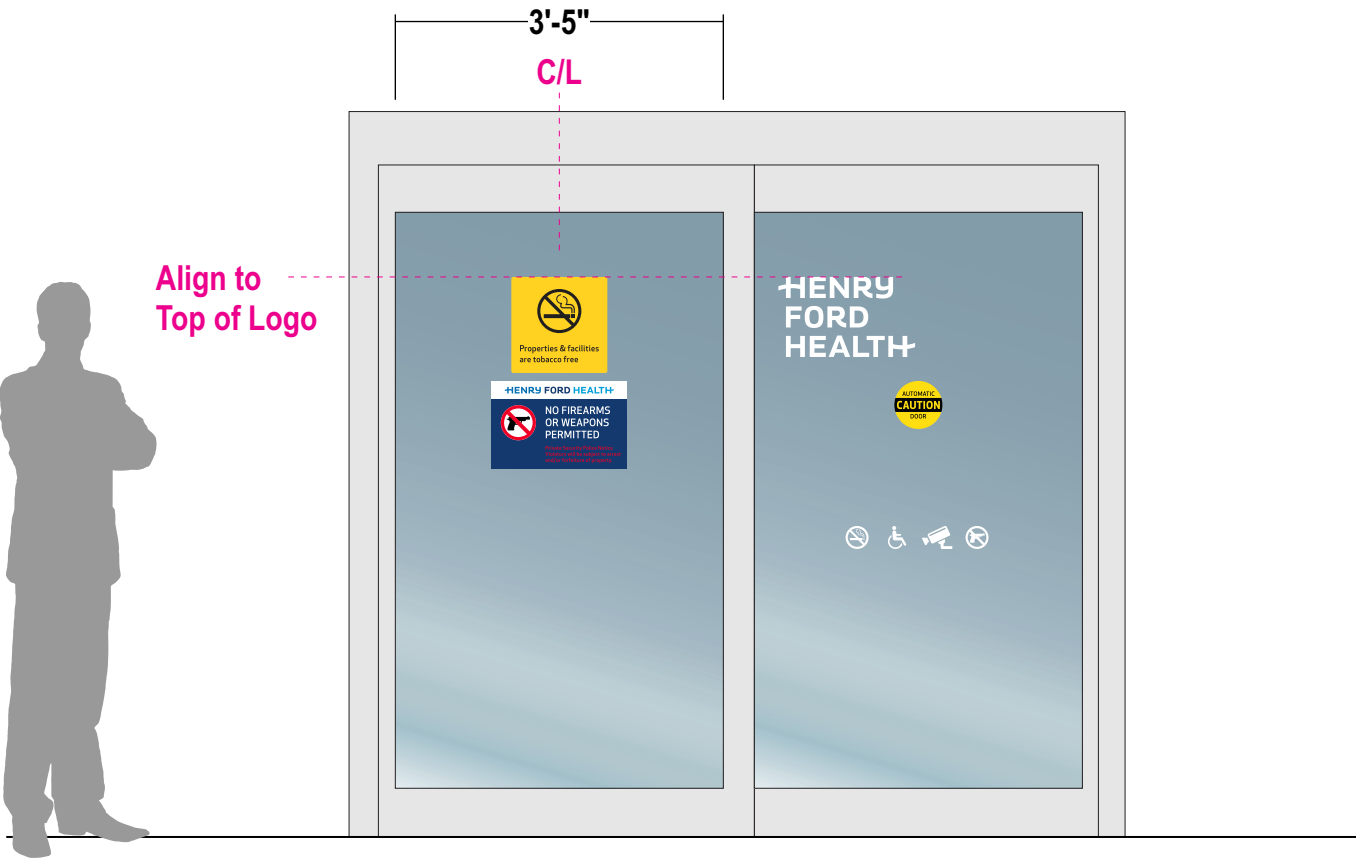 3'-5"
C/L
Align to
Top of Logo
Properties & facilities
are tobacco free
HENRY FORD HEALTH
NO FIREARMS
OR WEAPONS
PERMITTED
HENRY
FORD
HEALTH
AUTOMATIC
CAUTION
DOOR